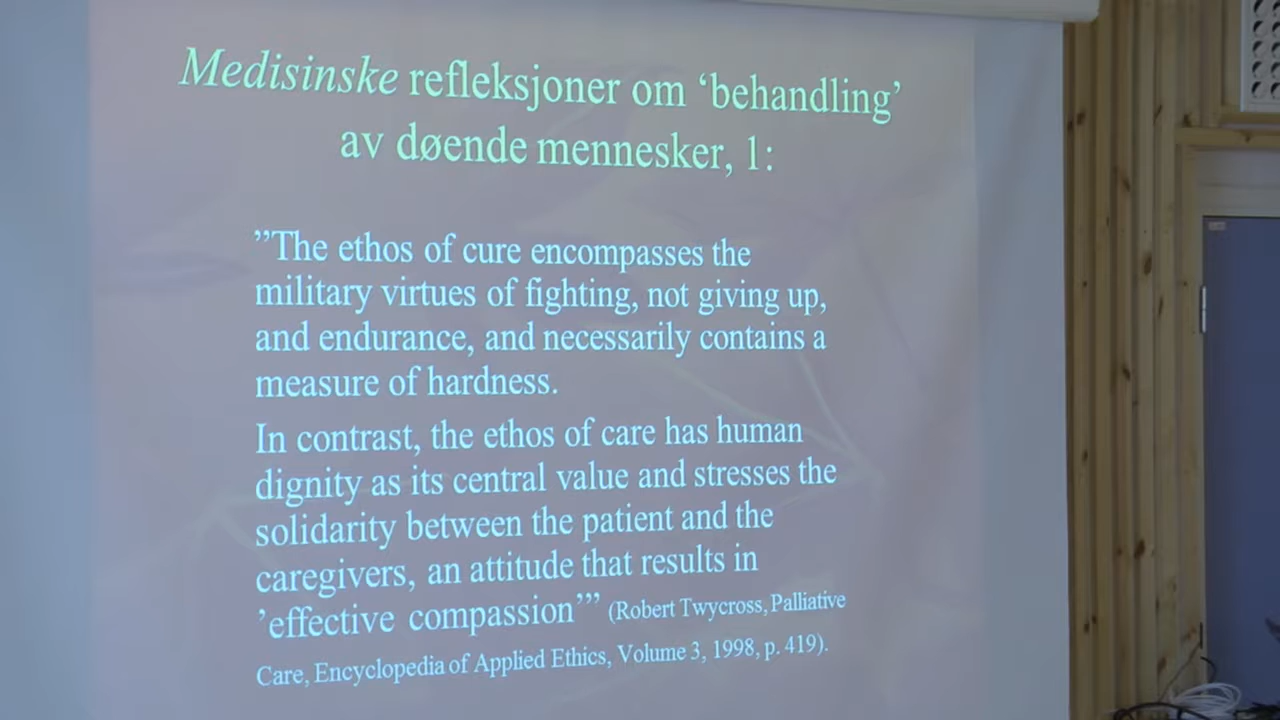 Medisinske refleksjoner om ‘behandling’
av døende mennesker, 1:
”The ethos of cure encompasses the
military virtues of fighting, not giving up,
and endurance, and necessarily contains a
measure of hardness.
In contrast, the ethos of care has human
dignity as its central value and stresses the
solidarity between the patient and the
caregivers, an attitude that results in
’effective compassion’” (Robert Twycross, Palliative
Care, Encyclopedia of Applied Ethics, Volume 3, 1998, p. 419).